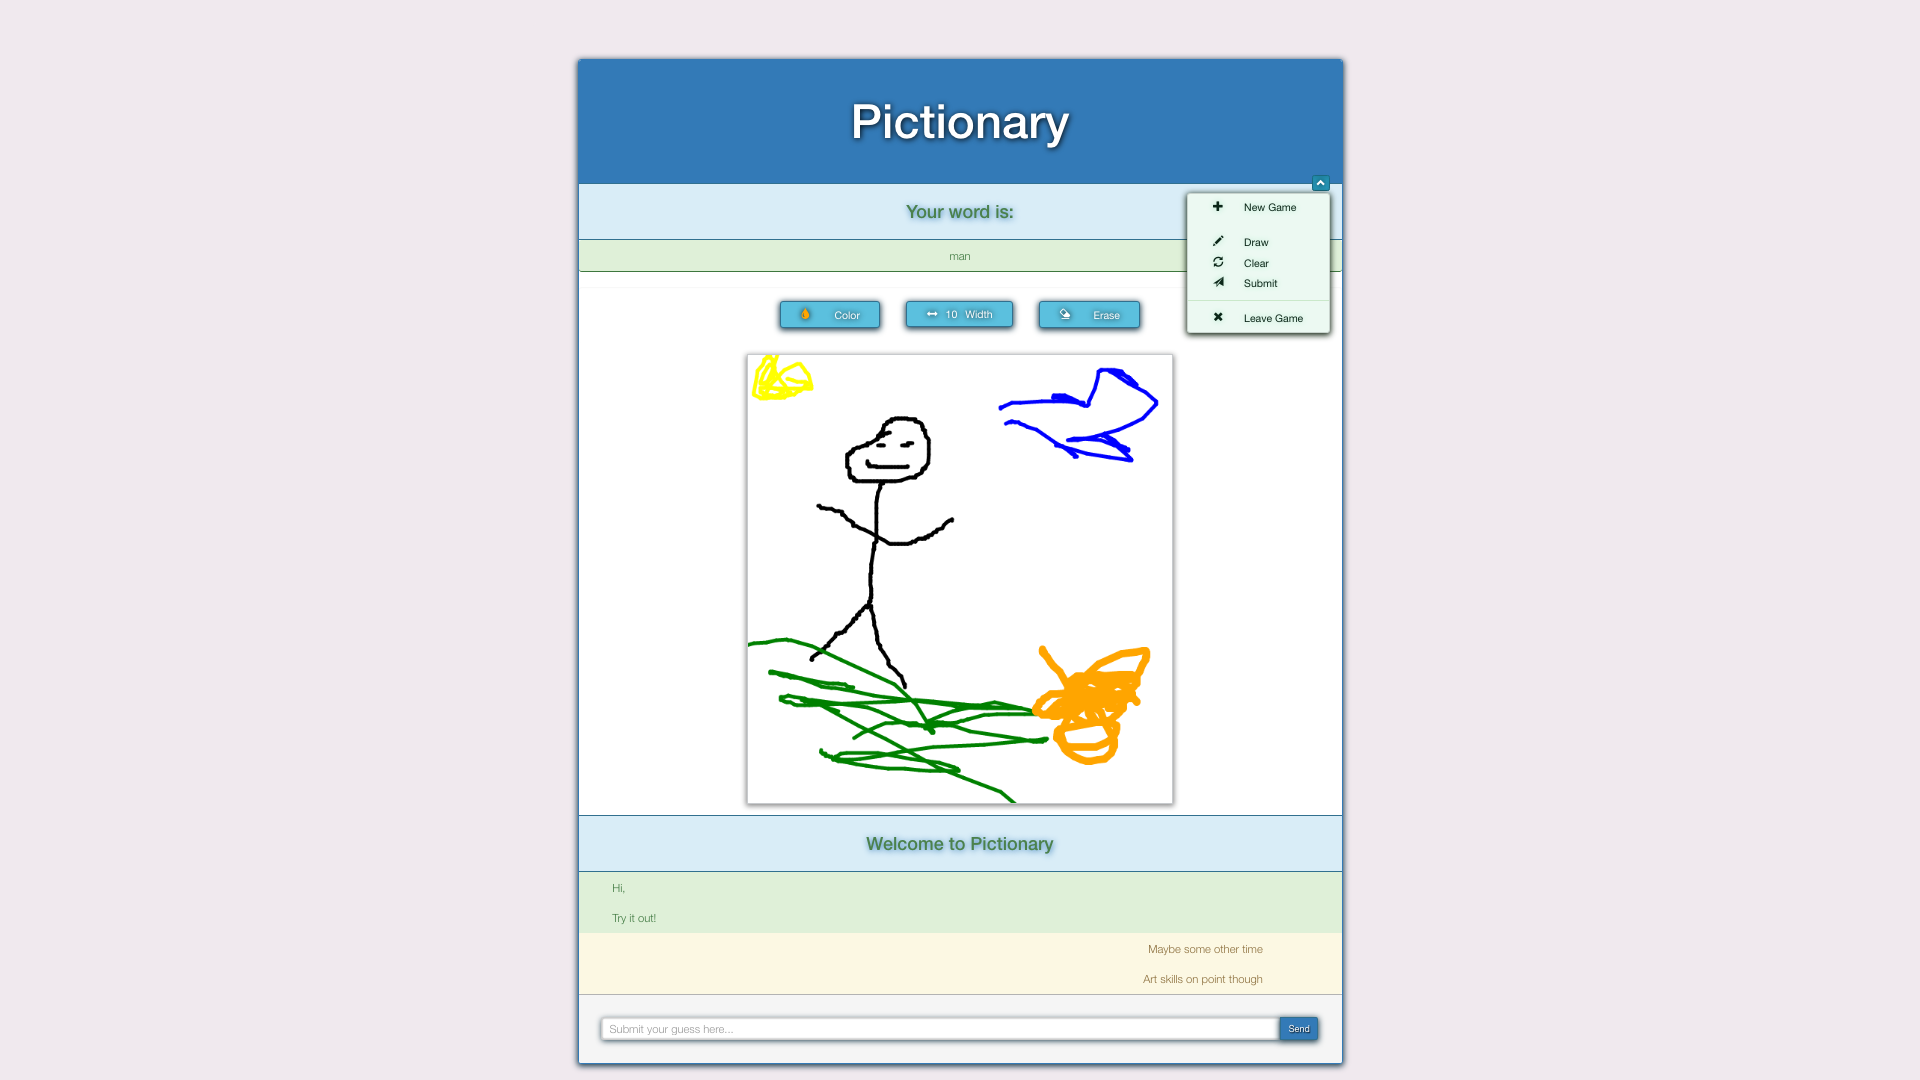 Pictionary
Your word is:
man
New Game
Draw
Clear
Submit
Leave Game
Color
10 Width
Erase
Welcome to Pictionary
Hi,
Try it out!
Maybe some other time
Art skills on point though
Submit your guess here...
Send